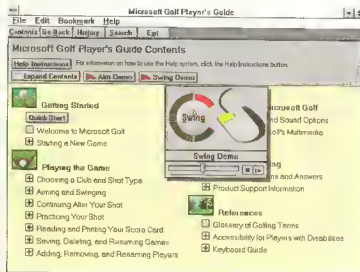 Microsoft Golf Player's Guide
File Edit Bookmark Help
Contents Go Back History Search Exit
Microsoft Golf Player's Guide Contents
Help Instructions For information on how to use the Help system, click the Help Instructions button.
Expand Contents Aim Demo Swing Demo
Getting Started
Quick Start
Welcome to Microsoft Golf
Starting a New Game
Playing the Game
Choosing a Club and Shot Type
Aiming and Swinging
Continuing After Your Shot
Practicing Your Shot
Reading and Printing Your Score Card
Saving, Deleting, and Resuming Games
Adding, Removing, and Resuming Players
Swing
Swing Demo
Microsoft Golf
and Sound Options
Golf's Multimedia
and Answers
Product Support Information
References
Glossary of Golfing Terms
Accessibility for Players with Disabilities
Keyboard Guide